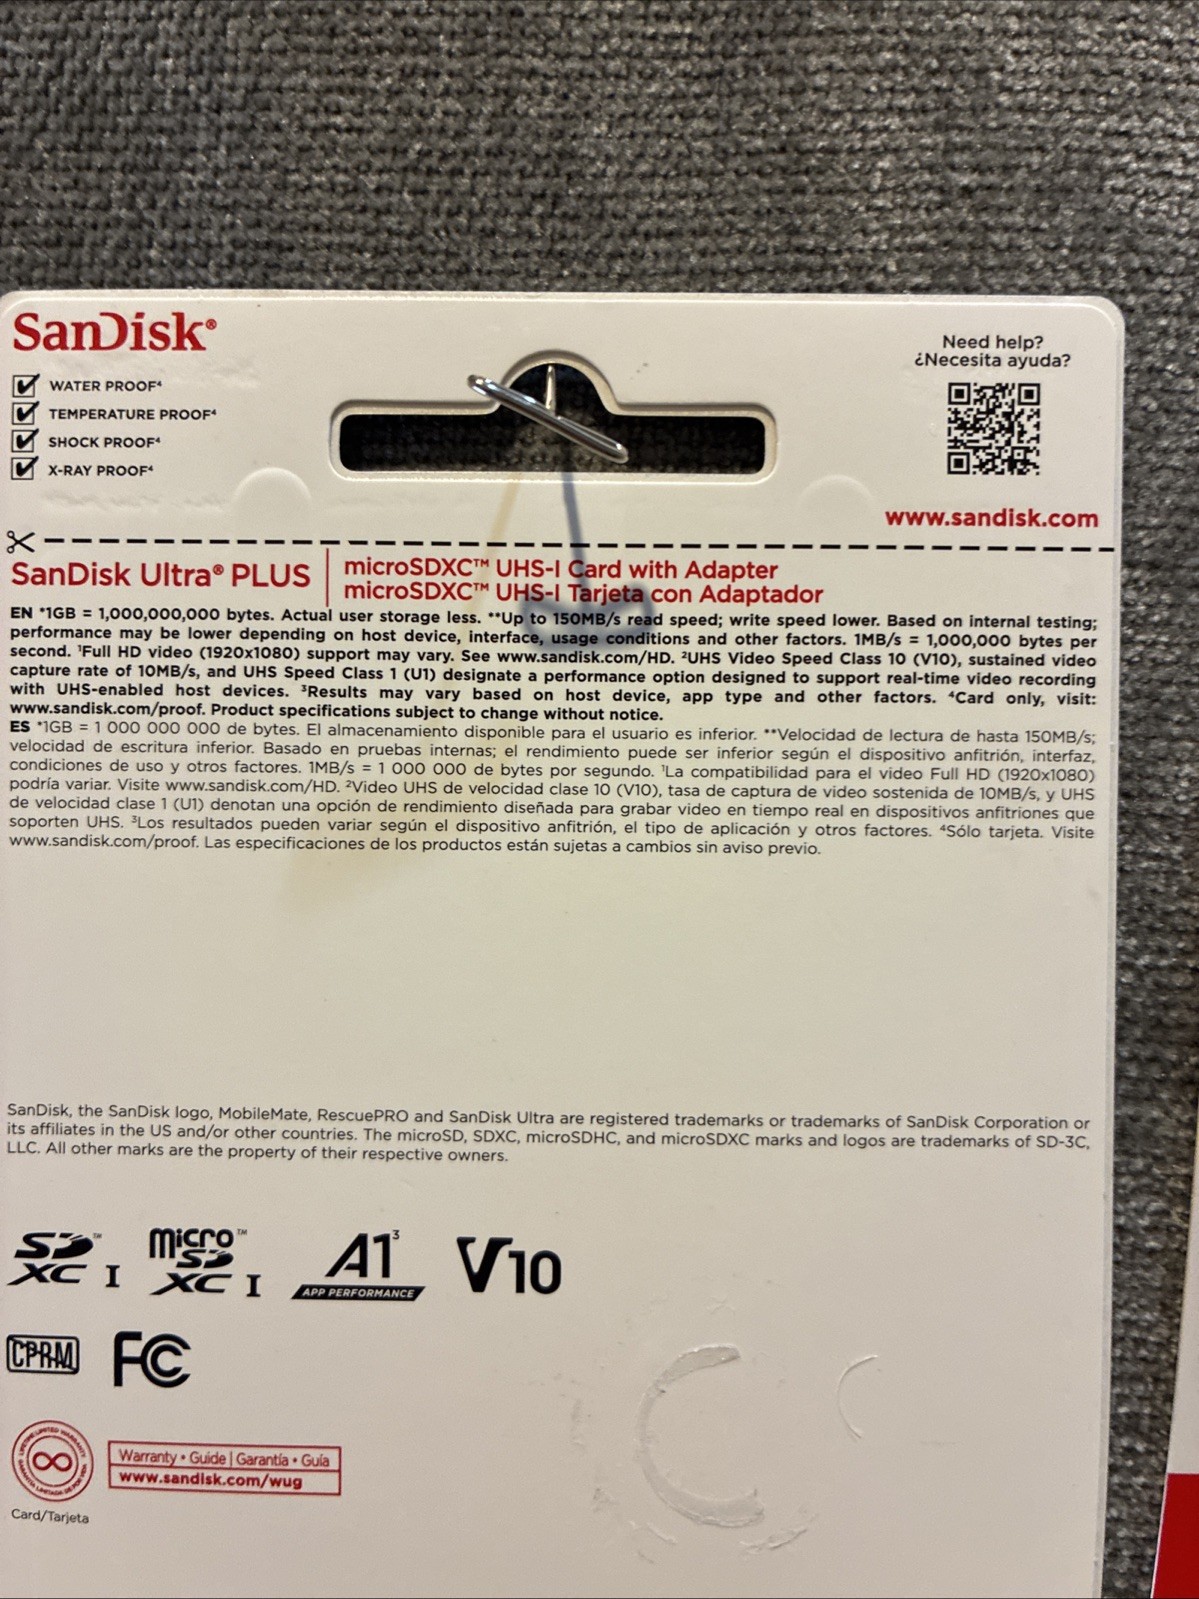 SanDisk®
WATER PROOF⁴
TEMPERATURE PROOF⁴
SHOCK PROOF⁴
X-RAY PROOF⁴
Need help?
¿Necesita ayuda?
www.sandisk.com
SanDisk Ultra® PLUS
microSDXC™ UHS-I Card with Adapter
microSDXC™ UHS-I Tarjeta con Adaptador
EN *1GB = 1,000,000,000 bytes. Actual user storage less. **Up to 150MB/s read speed; write speed lower. Based on internal testing;
performance may be lower depending on host device, interface, usage conditions and other factors. 1MB/s = 1,000,000 bytes per
second. ¹Full HD video (1920x1080) support may vary. See www.sandisk.com/HD. ²UHS Video Speed Class 10 (V10), sustained video
capture rate of 10MB/s, and UHS Speed Class 1 (U1) designate a performance option designed to support real-time video recording
with UHS-enabled host devices. ³Results may vary based on host device, app type and other factors. ⁴Card only, visit:
www.sandisk.com/proof. Product specifications subject to change without notice.
ES *1GB = 1 000 000 000 de bytes. El almacenamiento disponible para el usuario es inferior. **Velocidad de lectura de hasta 150MB/s;
velocidad de escritura inferior. Basado en pruebas internas; el rendimiento puede ser inferior según el dispositivo anfitrión, interfaz,
condiciones de uso y otros factores. 1MB/s = 1 000 000 de bytes por segundo. ¹La compatibilidad para el video Full HD (1920x1080)
podría variar. Visite www.sandisk.com/HD. ²Video UHS de velocidad clase 10 (V10), tasa de captura de video sostenida de 10MB/s, y UHS
de velocidad clase 1 (U1) denotan una opción de rendimiento diseñada para grabar video en tiempo real en dispositivos anfitriones que
soporten UHS. ³Los resultados pueden variar según el dispositivo anfitrión, el tipo de aplicación y otros factores. ⁴Sólo tarjeta. Visite
www.sandisk.com/proof. Las especificaciones de los productos están sujetas a cambios sin aviso previo.
SanDisk, the SanDisk logo, MobileMate, RescuePRO and SanDisk Ultra are registered trademarks or trademarks of SanDisk Corporation or
its affiliates in the US and/or other countries. The microSD, SDXC, microSDHC, and microSDXC marks and logos are trademarks of SD-3C,
LLC. All other marks are the property of their respective owners.
SD XC I™
micro SD XC I™
A1³
APP PERFORMANCE
V10
CPRM
FC
LIFETIME LIMITED WARRANTY
GARANTÍA LIMITADA DE POR VIDA
Warranty • Guide | Garantía • Guía
www.sandisk.com/wug
Card/Tarjeta